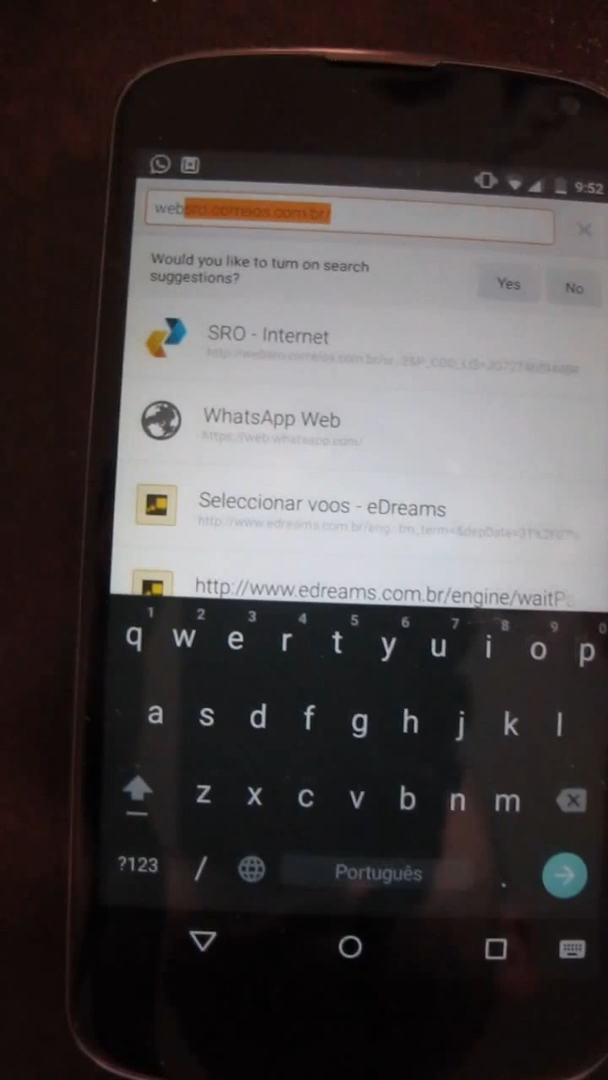 9:52
websro.correios.com.br/
Would you like to turn on search
suggestions?
Yes
No
SRO - Internet
WhatsApp Web
https://web.whatsapp.com/
Seleccionar voos - eDreams
http://www.edreams.com.br/engine/waitP
1 2 3 4 5 6 7 8 9 0
q w e r t y u i o p
a s d f g h j k l
z x c v b n m
?123 / Português .